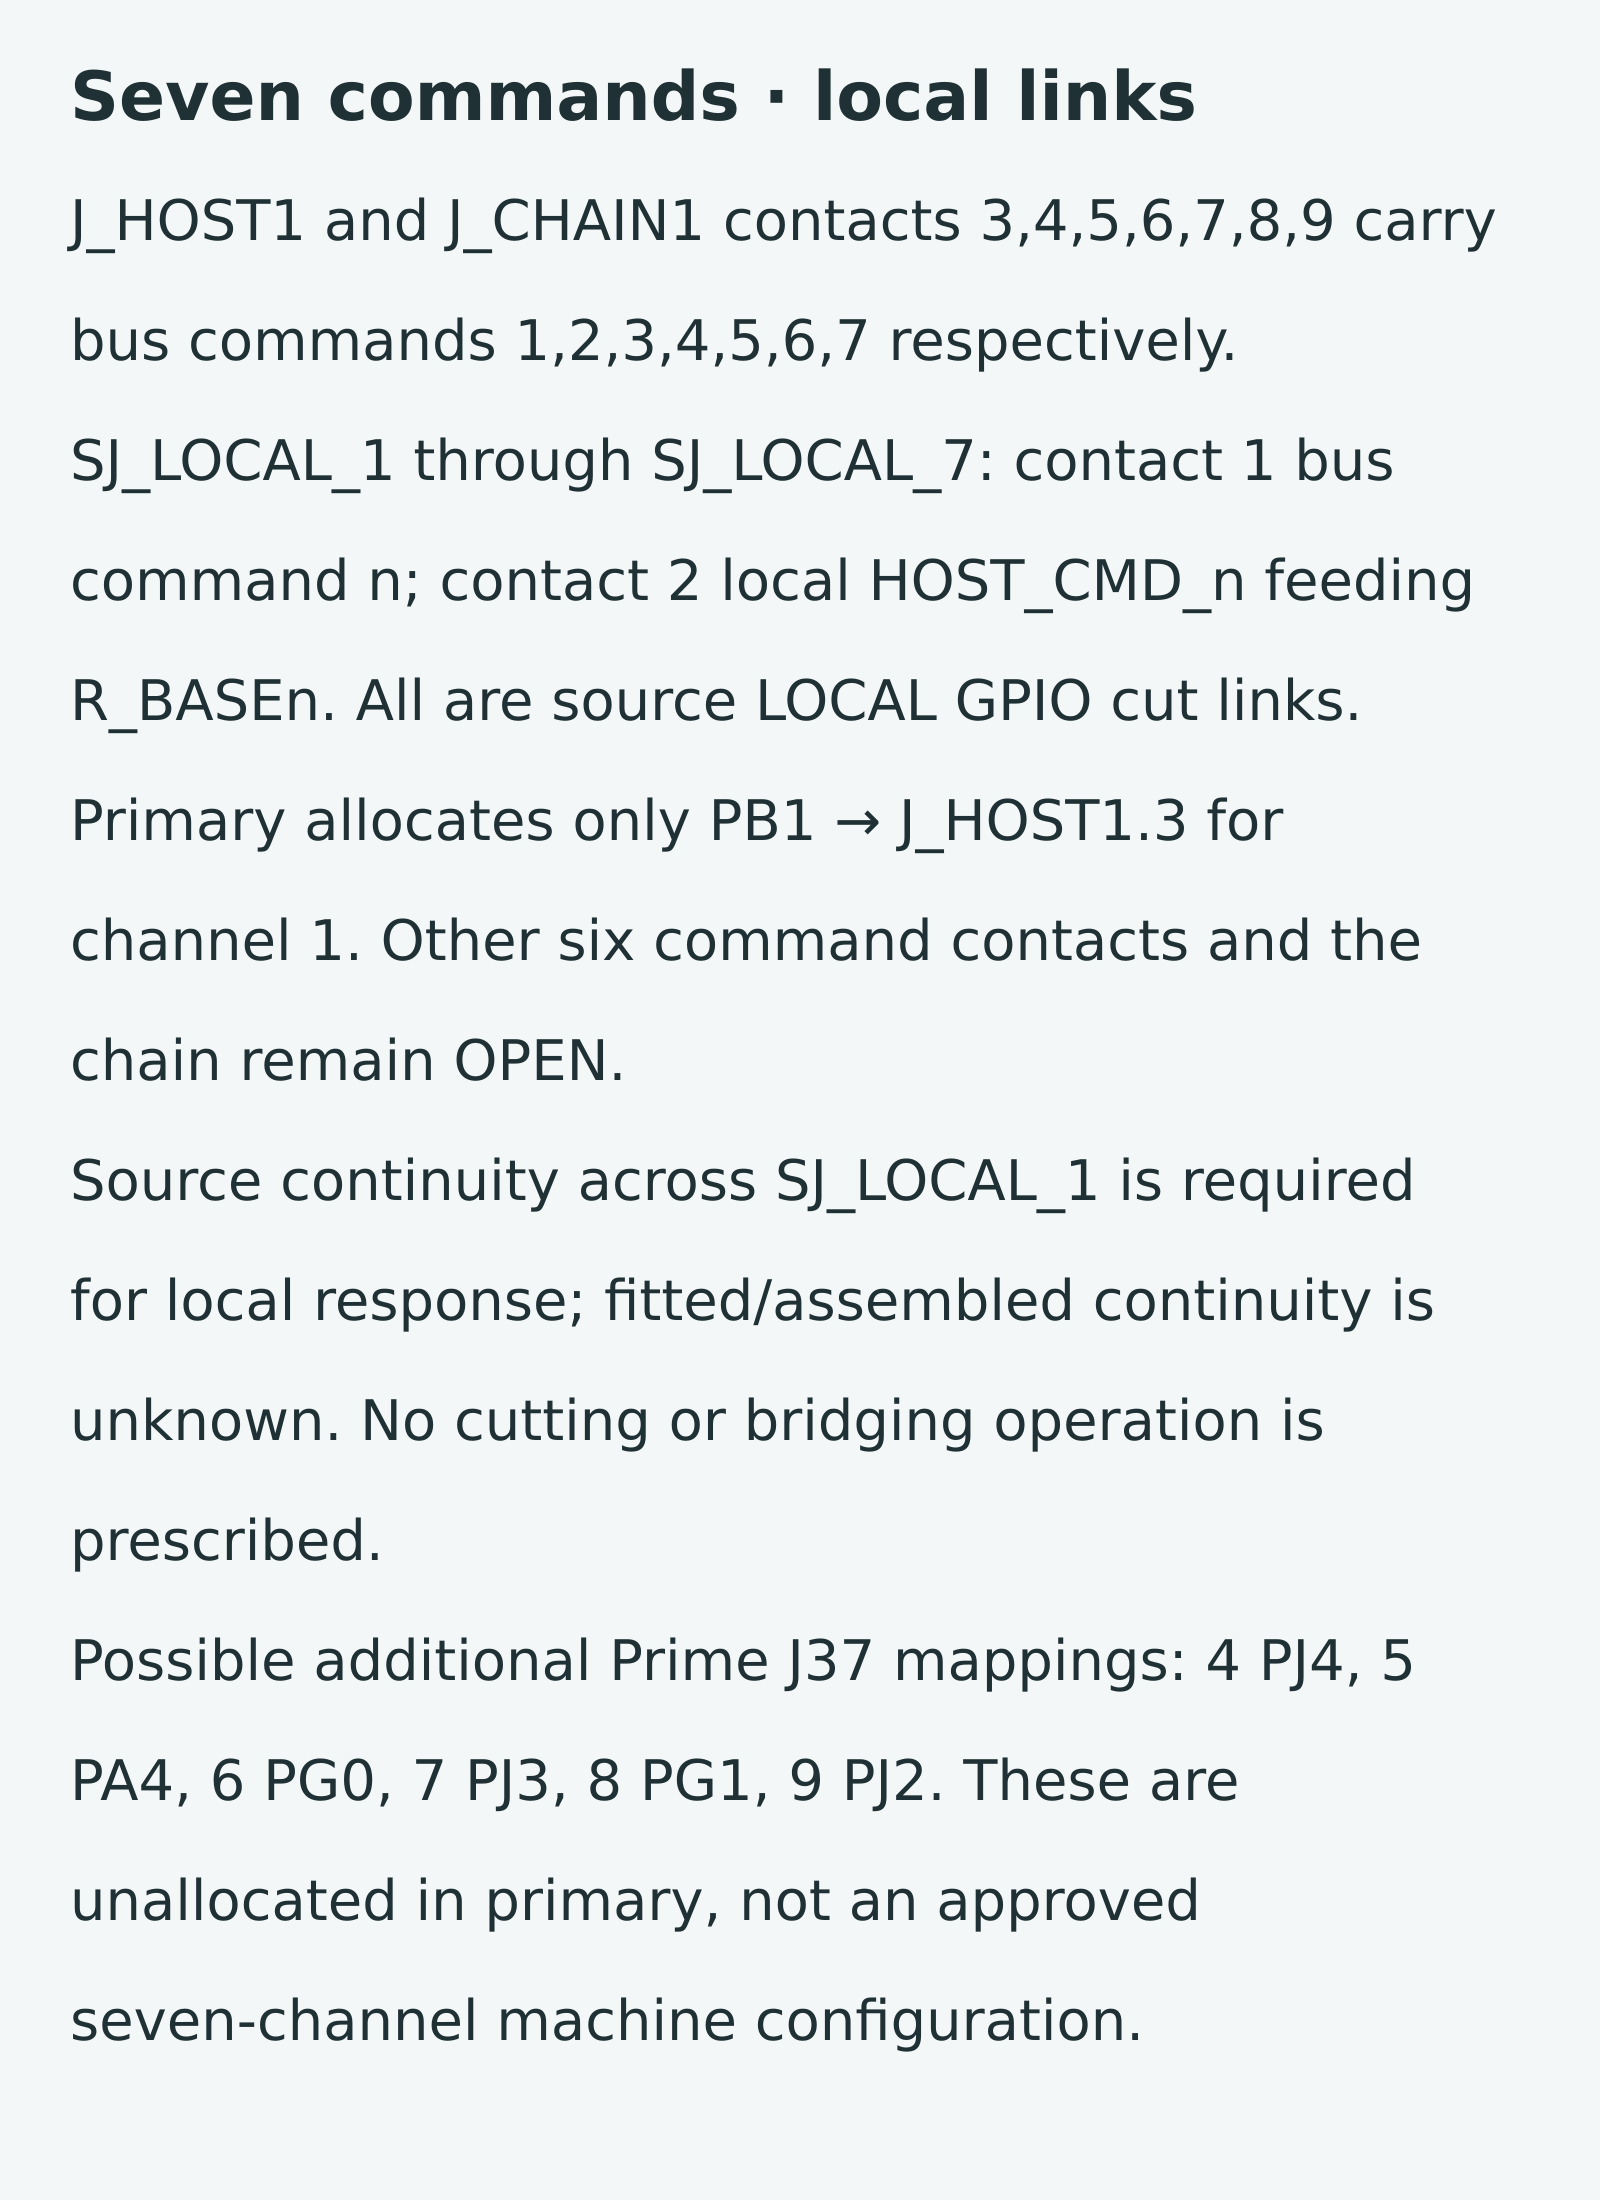 Seven commands · local links
J_HOST1 and J_CHAIN1 contacts 3,4,5,6,7,8,9 carry
bus commands 1,2,3,4,5,6,7 respectively.
SJ_LOCAL_1 through SJ_LOCAL_7: contact 1 bus
command n; contact 2 local HOST_CMD_n feeding
R_BASEn. All are source LOCAL GPIO cut links.
Primary allocates only PB1 → J_HOST1.3 for
channel 1. Other six command contacts and the
chain remain OPEN.
Source continuity across SJ_LOCAL_1 is required
for local response; fitted/assembled continuity is
unknown. No cutting or bridging operation is
prescribed.
Possible additional Prime J37 mappings: 4 PJ4, 5
PA4, 6 PG0, 7 PJ3, 8 PG1, 9 PJ2. These are
unallocated in primary, not an approved
seven-channel machine configuration.